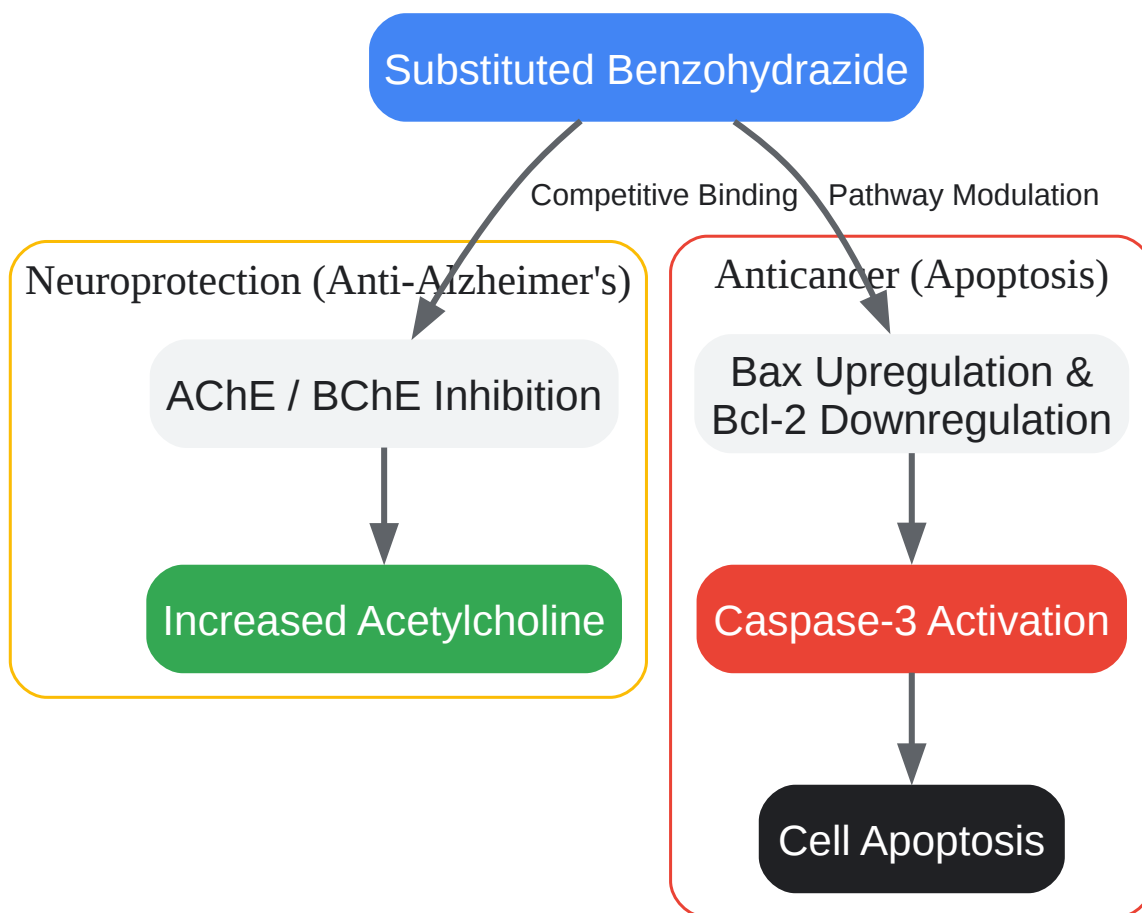 Substituted Benzohydrazide
Competitive Binding
Pathway Modulation
Neuroprotection (Anti-Alzheimer's)
Anticancer (Apoptosis)
AChE / BChE Inhibition
Bax Upregulation &
Bcl-2 Downregulation
Increased Acetylcholine
Caspase-3 Activation
Cell Apoptosis